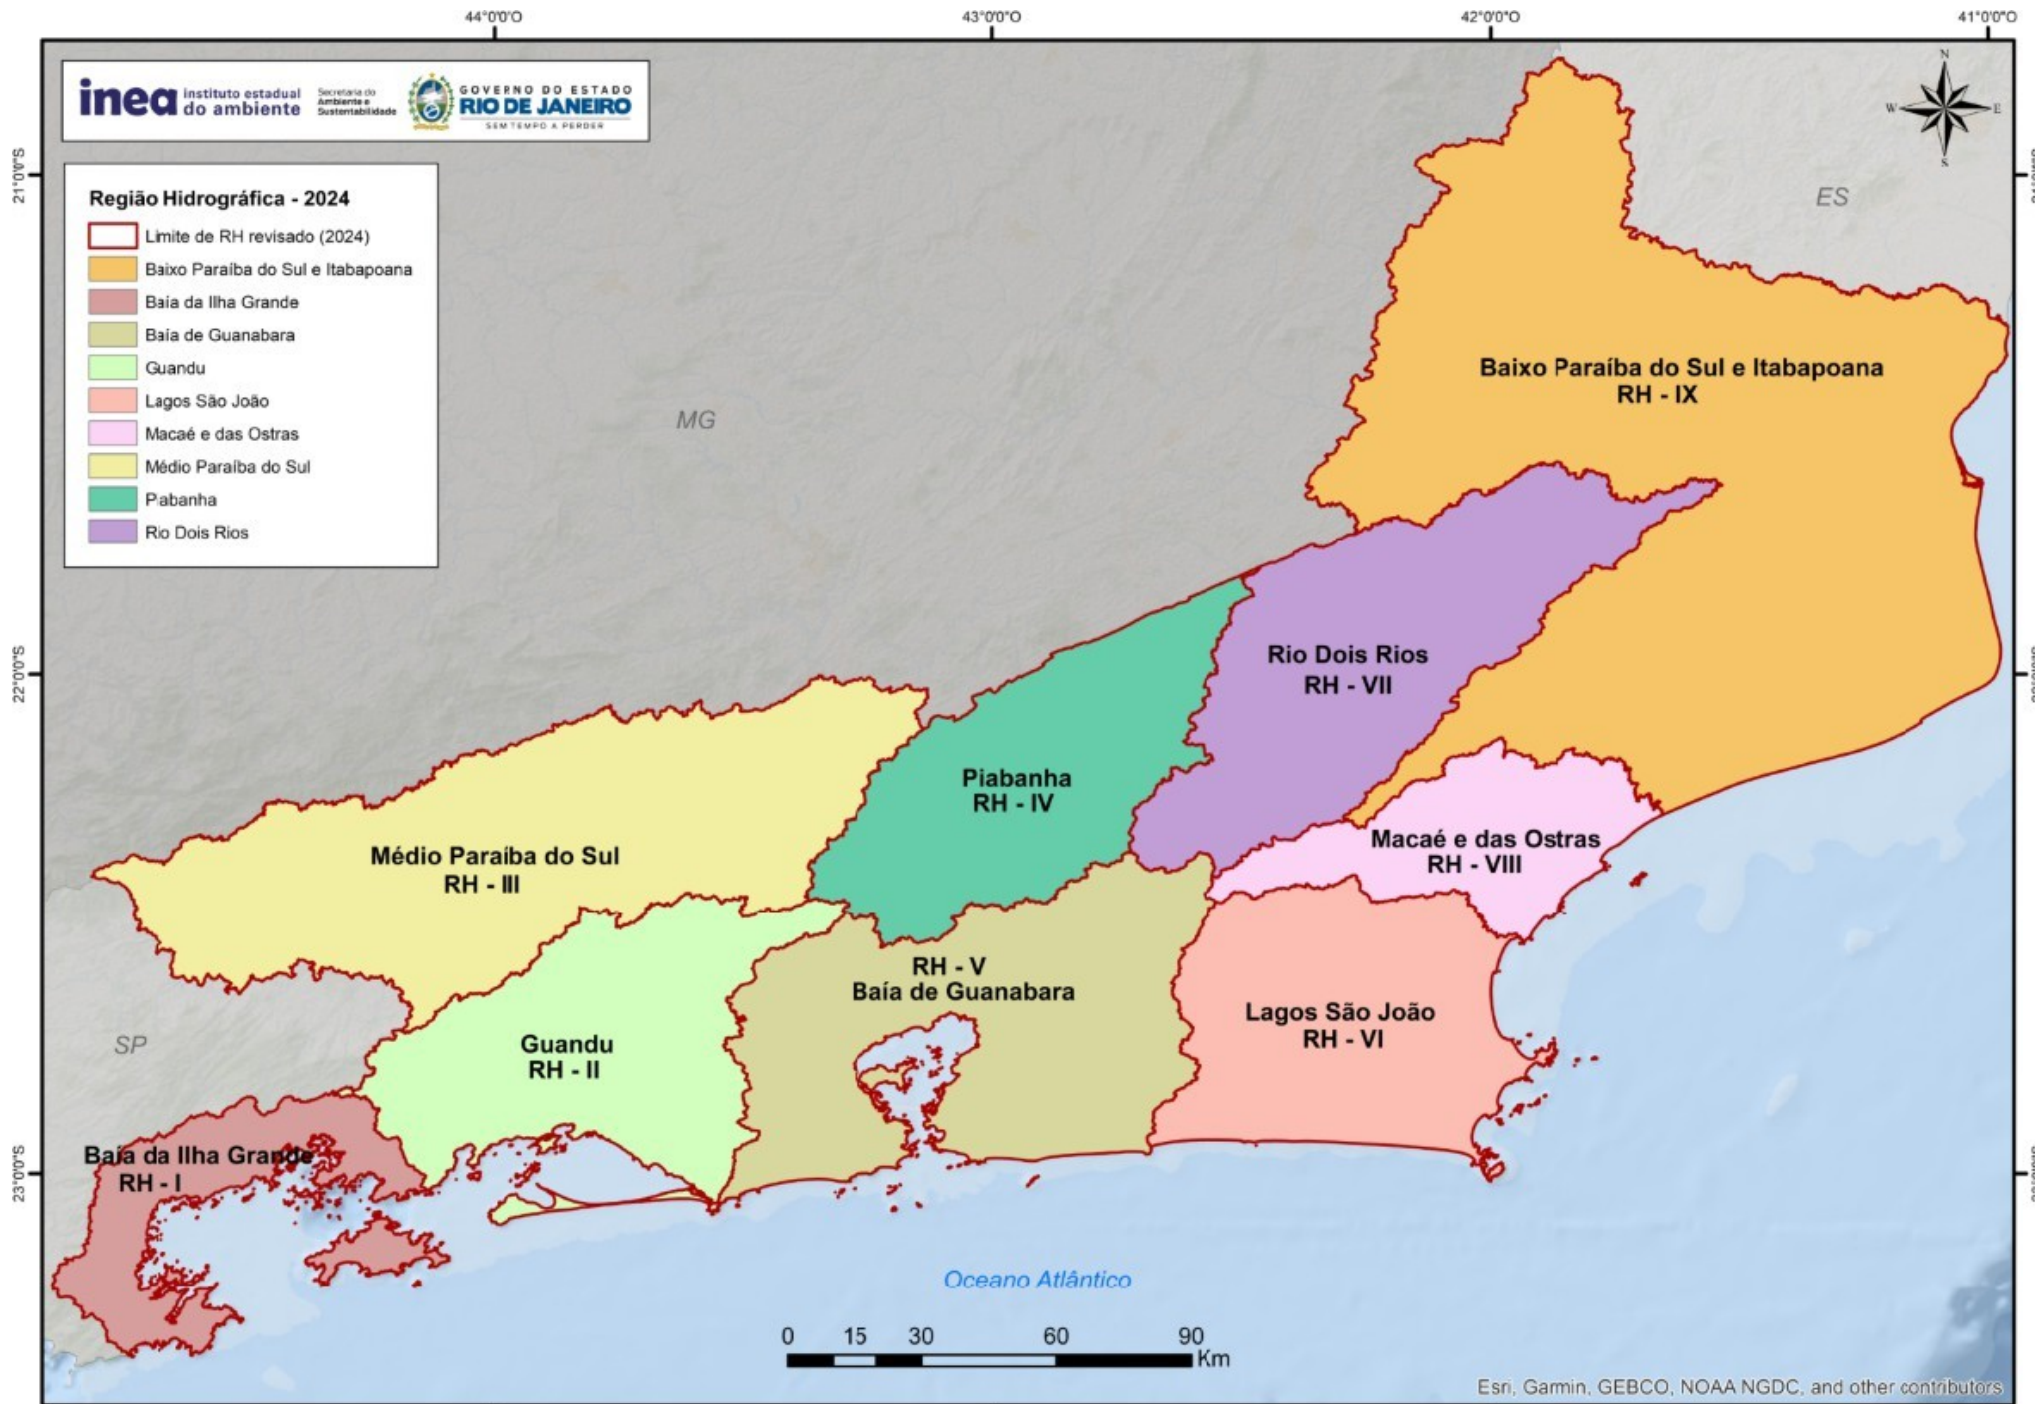 44°0'0"O 43°0'0"O 42°0'0"O 41°0'0"O
inea instituto estadual do ambiente
Secretaria do Ambiente e Sustentabilidade
GOVERNO DO ESTADO
RIO DE JANEIRO
SEM TEMPO A PERDER
N
W E
S
21°0'0"S
22°0'0"S
23°0'0"S
Região Hidrográfica - 2024
Limite de RH revisado (2024)
Baixo Paraíba do Sul e Itabapoana
Baía da Ilha Grande
Baía de Guanabara
Guandu
Lagos São João
Macaé e das Ostras
Médio Paraíba do Sul
Piabanha
Rio Dois Rios
ES
MG
SP
Baixo Paraíba do Sul e Itabapoana
RH - IX
Rio Dois Rios
RH - VII
Piabanha
RH - IV
Macaé e das Ostras
RH - VIII
Médio Paraíba do Sul
RH - III
RH - V
Baía de Guanabara
Lagos São João
RH - VI
Guandu
RH - II
Baía da Ilha Grande
RH - I
Oceano Atlântico
0 15 30 60 90
Km
Esri, Garmin, GEBCO, NOAA NGDC, and other contributors